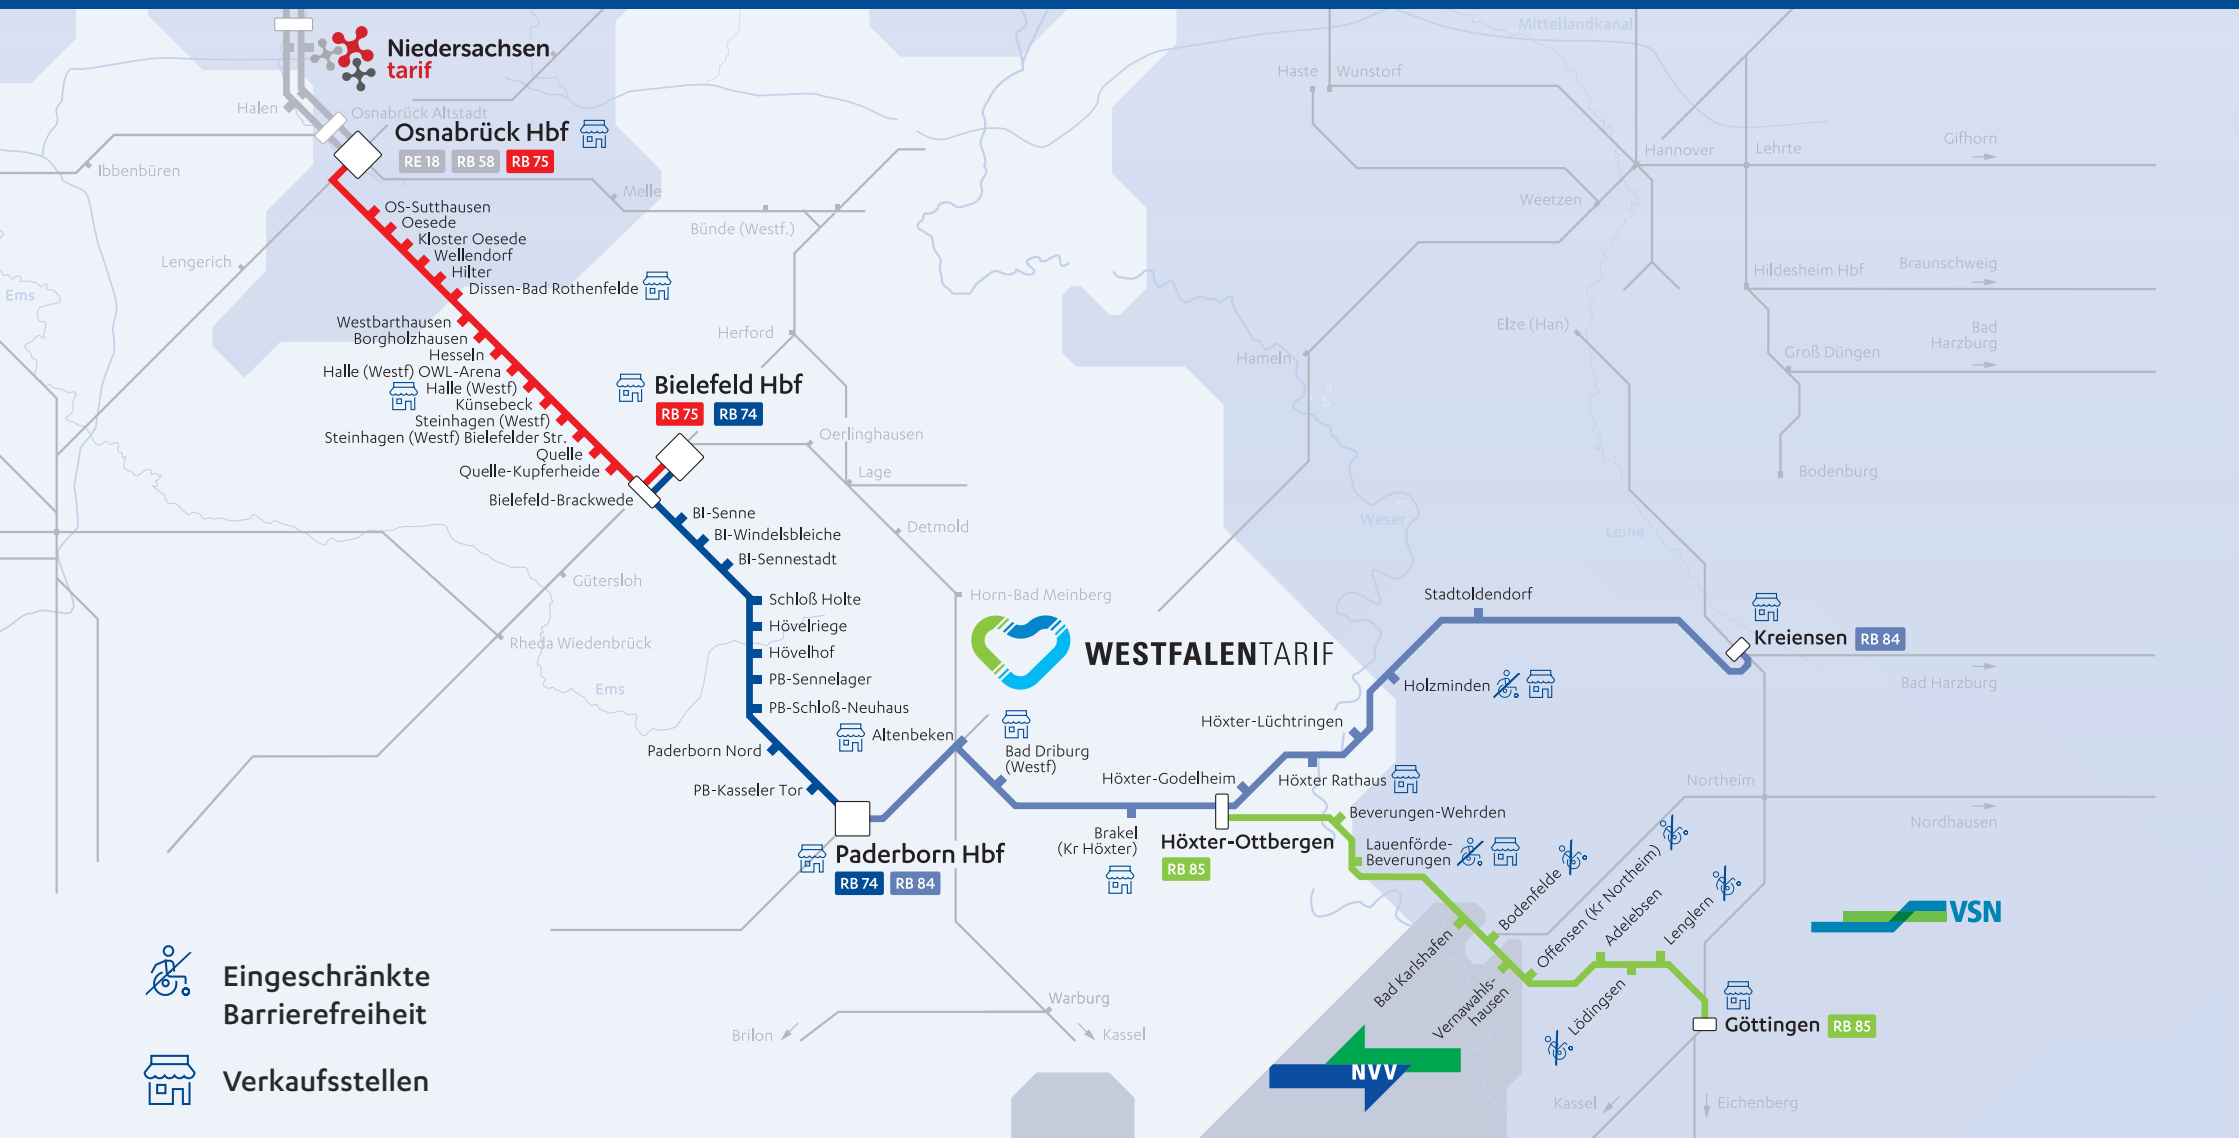 Mittellandkanal
Niedersachsen
tarif
Haste
Wunstorf
Halen
Osnabrück Altstadt
Osnabrück Hbf
RE 18 RB 58 RB 75
Hannover
Lehrte
Gifhorn
Ibbenbüren
Melle
Weetzen
OS-Sutthausen
Oesede
Kloster Oesede
Wellendorf
Hilter
Dissen-Bad Rothenfelde
Bünde (Westf.)
Lengerich
Ems
Hildesheim Hbf
Braunschweig
Westbarthausen
Borgholzhausen
Hesseln
Halle (Westf) OWL-Arena
Halle (Westf)
Künsebeck
Steinhagen (Westf)
Steinhagen (Westf) Bielefelder Str.
Quelle
Quelle-Kupferheide
Bielefeld-Brackwede
Herford
Hameln
Elze (Han)
Groß Düngen
Bad
Harzburg
Bielefeld Hbf
RB 75 RB 74
Oerlinghausen
Lage
Detmold
Bodenburg
Weser
Leine
BI-Senne
BI-Windelsbleiche
BI-Sennestadt
Gütersloh
Schloß Holte
Hövelriege
Hövelhof
PB-Sennelager
PB-Schloß-Neuhaus
Rheda Wiedenbrück
Ems
Horn-Bad Meinberg
WESTFALENTARIF
Stadtoldendorf
Kreiensen RB 84
Bad Harzburg
Holzminden
Höxter-Lüchtringen
Paderborn Nord
PB-Kasseler Tor
Altenbeken
Bad Driburg
(Westf)
Höxter-Godelheim
Höxter Rathaus
Northeim
Nordhausen
Beverungen-Wehrden
Brakel
(Kr Höxter)
Höxter-Ottbergen
RB 85
Lauenförde-
Beverungen
Paderborn Hbf
RB 74 RB 84
Bodenfelde
Offensen (Kr Northeim)
Adelebsen
Lenglern
Bad Karlshafen
Vernawahls-
hausen
Lödingsen
VSN
Göttingen RB 85
Eingeschränkte
Barrierefreiheit
Verkaufsstellen
Warburg
Brilon
Kassel
NVV
Kassel
Eichenberg